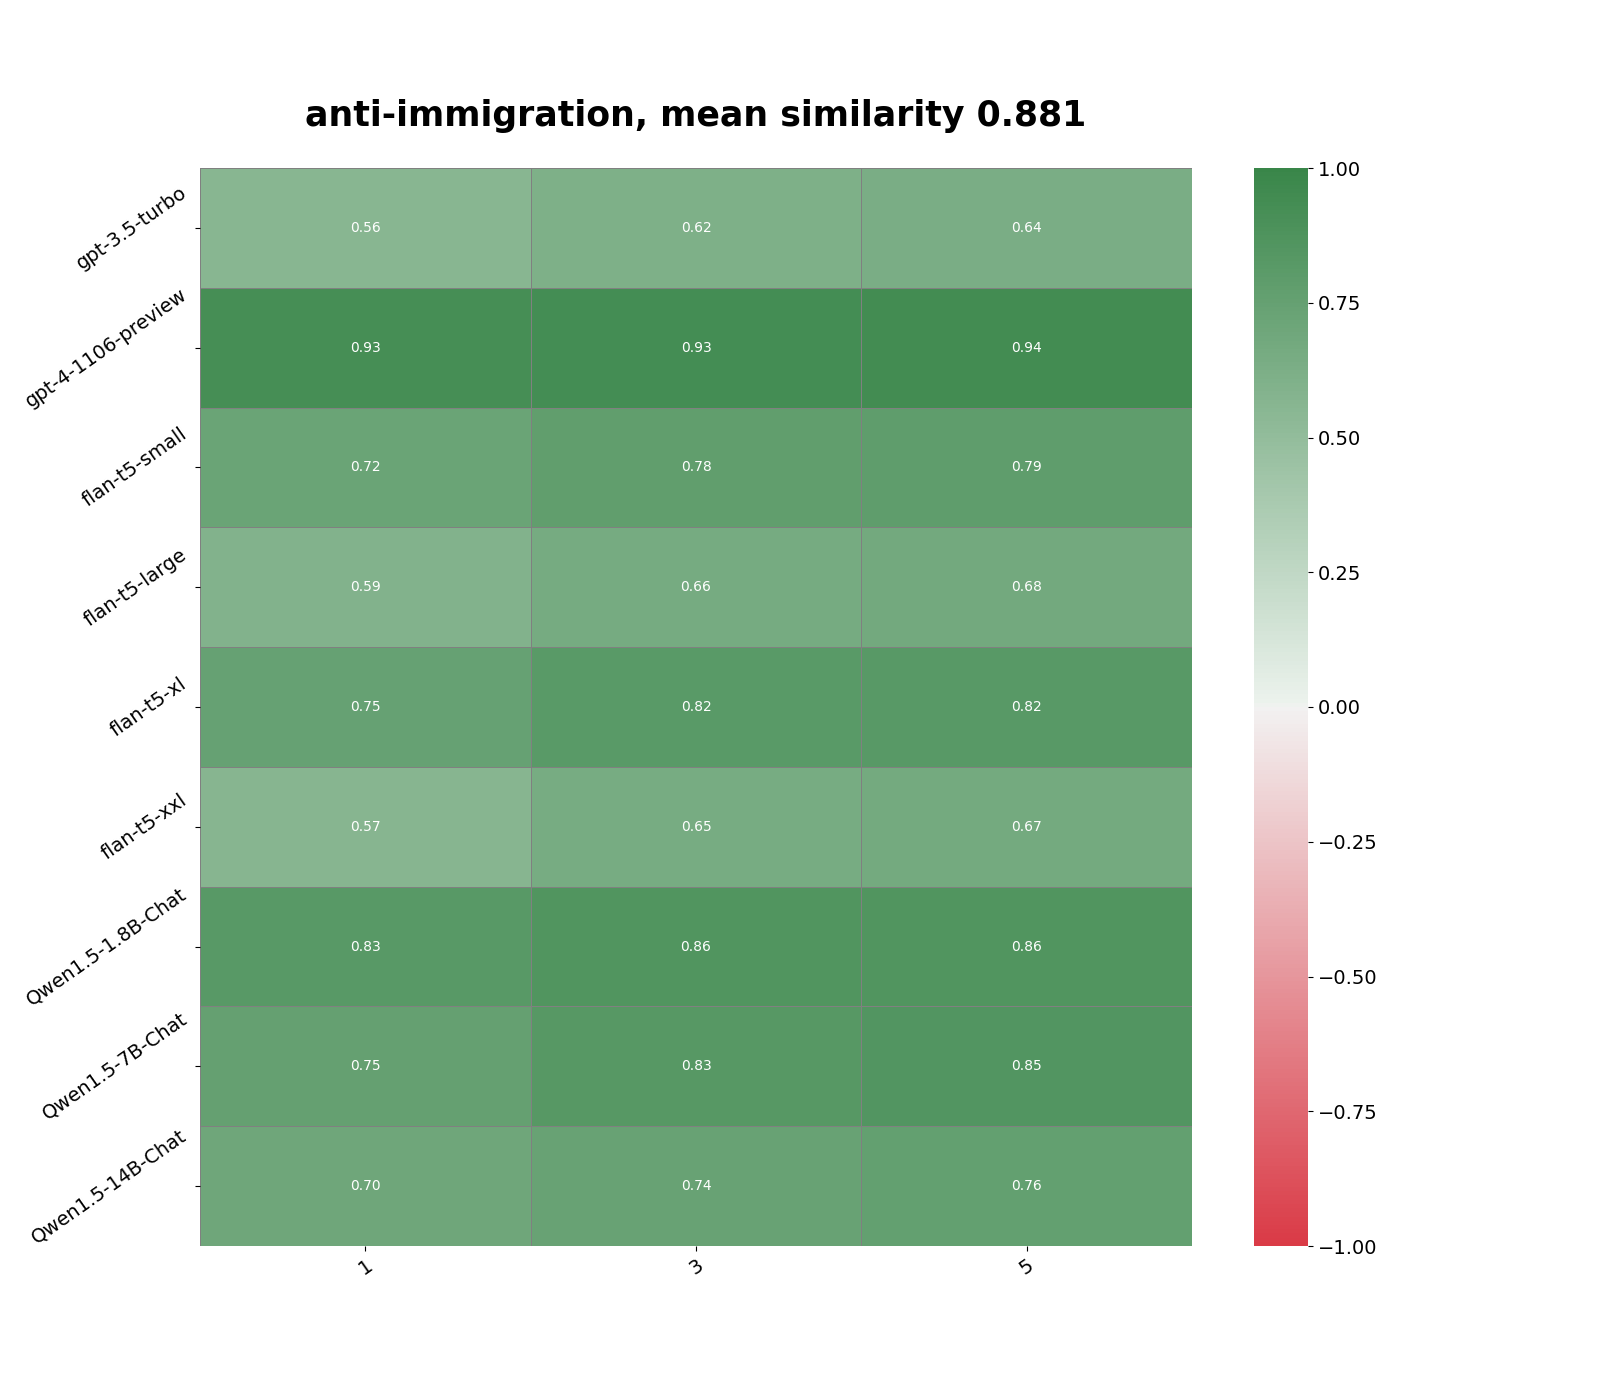 anti-immigration, mean similarity 0.881
gpt-3.5-turbo 0.56 0.62 0.64
gpt-4-1106-preview 0.93 0.93 0.94
flan-t5-small 0.72 0.78 0.79
flan-t5-large 0.59 0.66 0.68
flan-t5-xl 0.75 0.82 0.82
flan-t5-xxl 0.57 0.65 0.67
Qwen1.5-1.8B-Chat 0.83 0.86 0.86
Qwen1.5-7B-Chat 0.75 0.83 0.85
Qwen1.5-14B-Chat 0.70 0.74 0.76
1 3 5
1.00
0.75
0.50
0.25
0.00
−0.25
−0.50
−0.75
−1.00